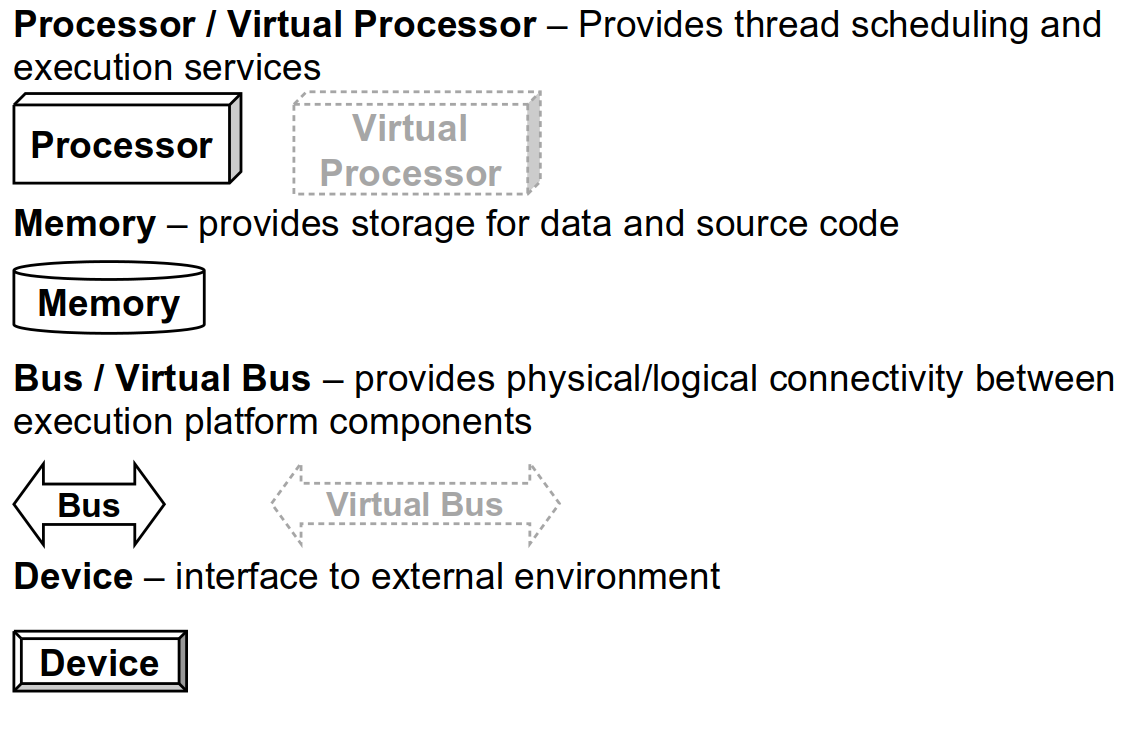 Processor / Virtual Processor – Provides thread scheduling and
execution services
Processor
Virtual
Processor
Memory – provides storage for data and source code
Memory
Bus / Virtual Bus – provides physical/logical connectivity between
execution platform components
Bus
Virtual Bus
Device – interface to external environment
Device